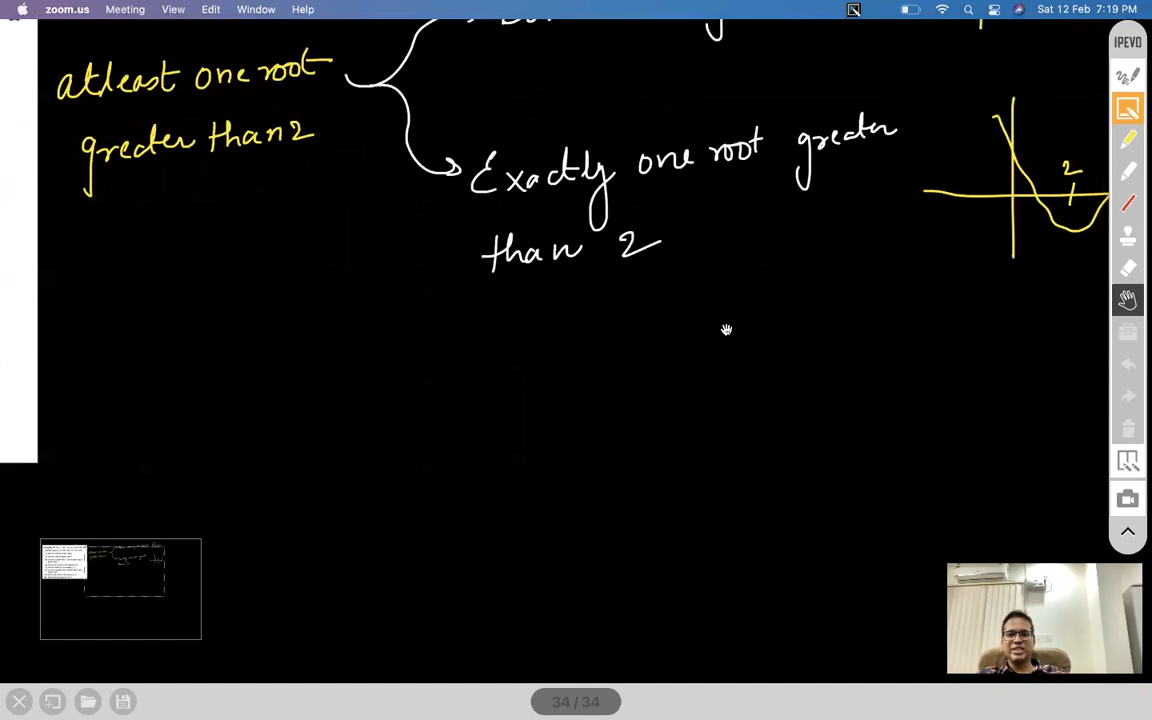 zoom.us Meeting View Edit Window Help Sat 12 Feb 7:19 PM
IPEVO
atleast one root
greater than 2
Exactly one root greater
than 2
2
34 / 34